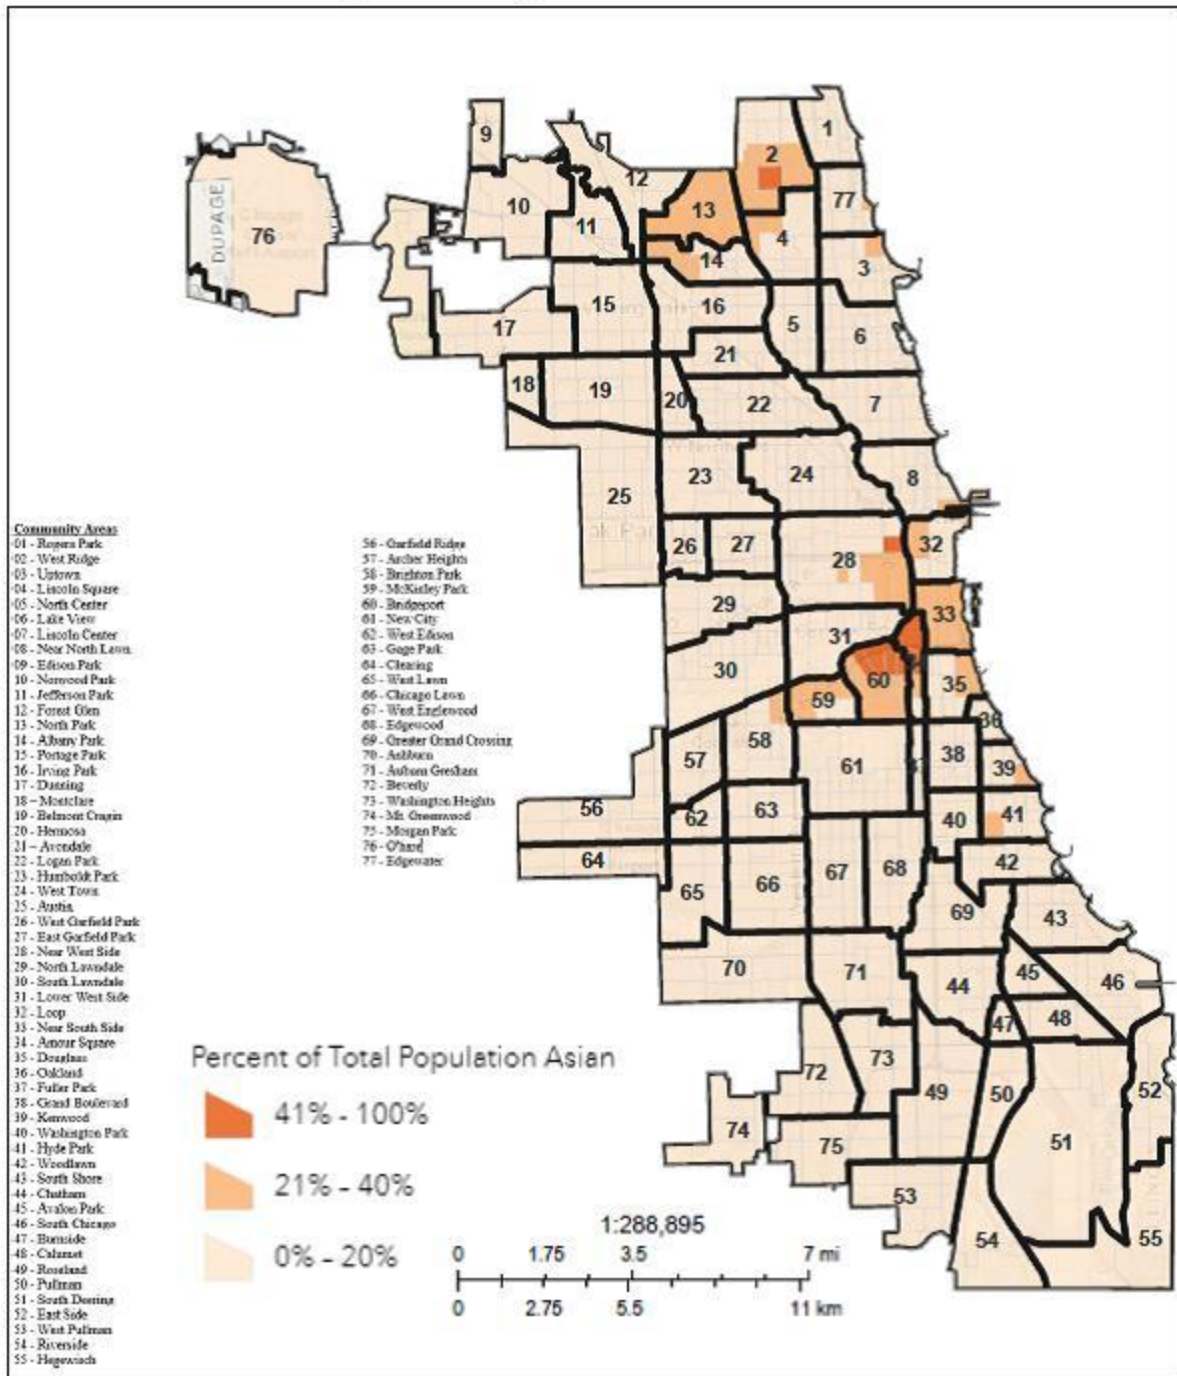 Community Areas
01 - Rogers Park
02 - West Ridge
03 - Uptown
04 - Lincoln Square
05 - North Center
06 - Lake View
07 - Lincoln Center
08 - Near North Lawn
09 - Edison Park
10 - Norwood Park
11 - Jefferson Park
12 - Forest Glen
13 - North Park
14 - Albany Park
15 - Portage Park
16 - Irving Park
17 - Dunning
18 – Montclare
19 - Belmont Cragin
20 - Hermosa
21 – Avondale
22 - Logan Park
23 - Humboldt Park
24 - West Town
25 - Austin
26 - West Garfield Park
27 - East Garfield Park
28 - Near West Side
29 - North Lawndale
30 - South Lawndale
31 - Lower West Side
32 - Loop
33 - Near South Side
34 - Amour Square
35 - Douglass
36 - Oakland
37 - Fuller Park
38 - Grand Boulevard
39 - Kenwood
40 - Washington Park
41 - Hyde Park
42 - Woodlawn
43 - South Shore
44 - Chatham
45 - Avalon Park
46 - South Chicago
47 - Burnside
48 - Calumet
49 - Roseland
50 - Pullman
51 - South Deering
52 - East Side
53 - West Pullman
54 - Riverside
55 - Hegewisch
56 - Garfield Ridge
57 - Archer Heights
58 - Brighton Park
59 - McKinley Park
60 - Bridgeport
61 - New City
62 - West Edison
63 - Gage Park
64 - Clearing
65 - West Lawn
66 - Chicago Lawn
67 - West Englewood
68 - Edgewood
69 - Greater Grand Crossing
70 - Ashburn
71 - Auburn Gresham
72 - Beverly
73 - Washington Heights
74 - Mt. Greenwood
75 - Morgan Park
76 - O'hare
77 - Edgewater
DUPAGE
76
9
10
11
12
13
2
1
77
4
3
14
15
16
5
6
17
21
18
19
20
22
7
23
24
8
25
26
27
28
32
29
31
33
30
60
35
59
36
58
57
61
38
39
56
62
63
40
41
64
42
65
66
67
68
69
43
70
71
44
45
46
47
48
72
73
49
50
52
74
75
51
53
54
55
Percent of Total Population Asian
41% - 100%
21% - 40%
0% - 20%
1:288,895
0 1.75 3.5 7 mi
0 2.75 5.5 11 km